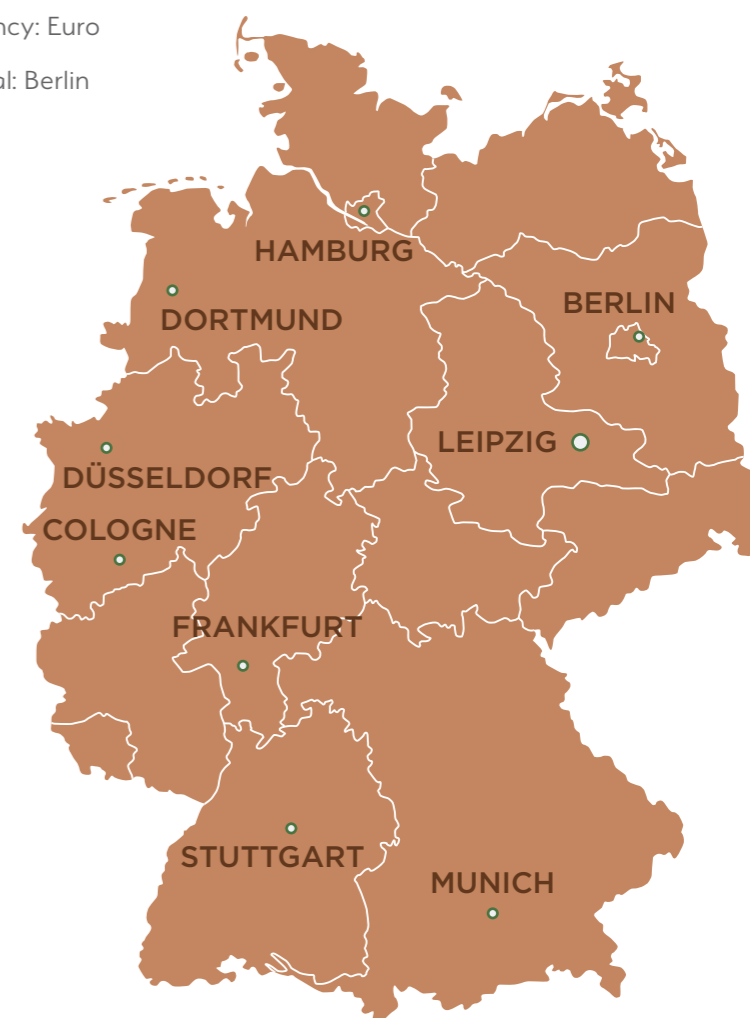 ncy: Euro
al: Berlin
HAMBURG
BERLIN
DORTMUND
LEIPZIG
DÜSSELDORF
COLOGNE
FRANKFURT
STUTTGART
MUNICH